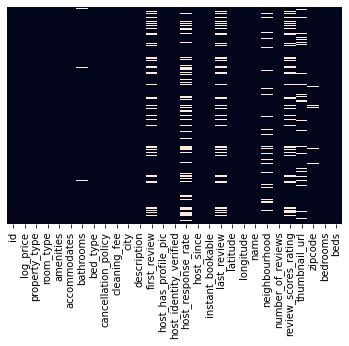 id
log_price
property_type
room_type
amenities
accommodates
bathrooms
bed_type
cancellation_policy
cleaning_fee
city
description
first_review
host_has_profile_pic
host_identity_verified
host_response_rate
host_since
instant_bookable
last_review
latitude
longitude
name
neighbourhood
number_of_reviews
review_scores_rating
thumbnail_url
zipcode
bedrooms
beds